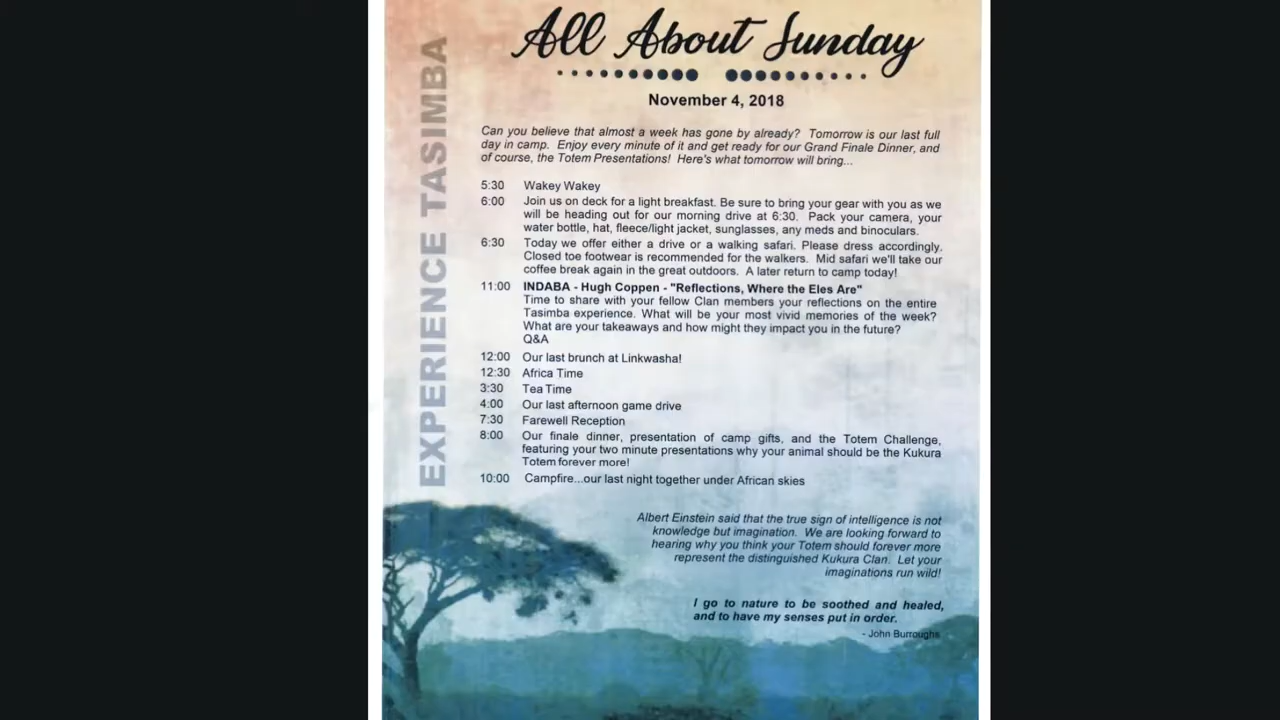 All About Sunday
EXPERIENCE TASIMBA
November 4, 2018
Can you believe that almost a week has gone by already? Tomorrow is our last full
day in camp. Enjoy every minute of it and get ready for our Grand Finale Dinner, and
of course, the Totem Presentations! Here's what tomorrow will bring...
5:30 Wakey Wakey
6:00 Join us on deck for a light breakfast. Be sure to bring your gear with you as we
will be heading out for our morning drive at 6:30. Pack your camera, your
water bottle, hat, fleece/light jacket, sunglasses, any meds and binoculars.
6:30 Today we offer either a drive or a walking safari. Please dress accordingly.
Closed toe footwear is recommended for the walkers. Mid safari we'll take our
coffee break again in the great outdoors. A later return to camp today!
11:00 INDABA - Hugh Coppen - "Reflections, Where the Eles Are"
Time to share with your fellow Clan members your reflections on the entire
Tasimba experience. What will be your most vivid memories of the week?
What are your takeaways and how might they impact you in the future?
Q&A
12:00 Our last brunch at Linkwasha!
12:30 Africa Time
3:30 Tea Time
4:00 Our last afternoon game drive
7:30 Farewell Reception
8:00 Our finale dinner, presentation of camp gifts, and the Totem Challenge,
featuring your two minute presentations why your animal should be the Kukura
Totem forever more!
10:00 Campfire...our last night together under African skies
Albert Einstein said that the true sign of intelligence is not
knowledge but imagination. We are looking forward to
hearing why you think your Totem should forever more
represent the distinguished Kukura Clan. Let your
imaginations run wild!
I go to nature to be soothed and healed,
and to have my senses put in order.
- John Burroughs